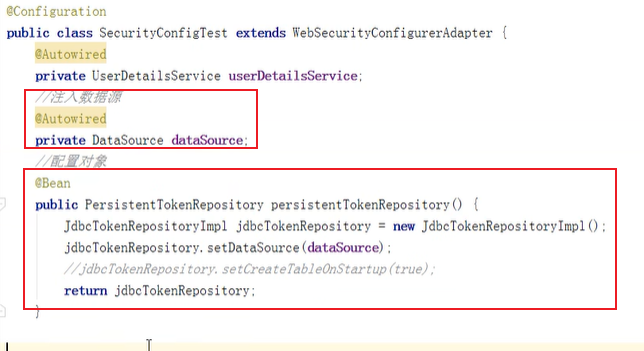 @Configuration
public class SecurityConfigTest extends WebSecurityConfigurerAdapter {
@Autowired
private UserDetailsService userDetailsService;
//注入数据源
@Autowired
private DataSource dataSource;
//配置对象
@Bean
public PersistentTokenRepository persistentTokenRepository() {
JdbcTokenRepositoryImpl jdbcTokenRepository = new JdbcTokenRepositoryImpl();
jdbcTokenRepository.setDataSource(dataSource);
//jdbcTokenRepository.setCreateTableOnStartup(true);
return jdbcTokenRepository;
}